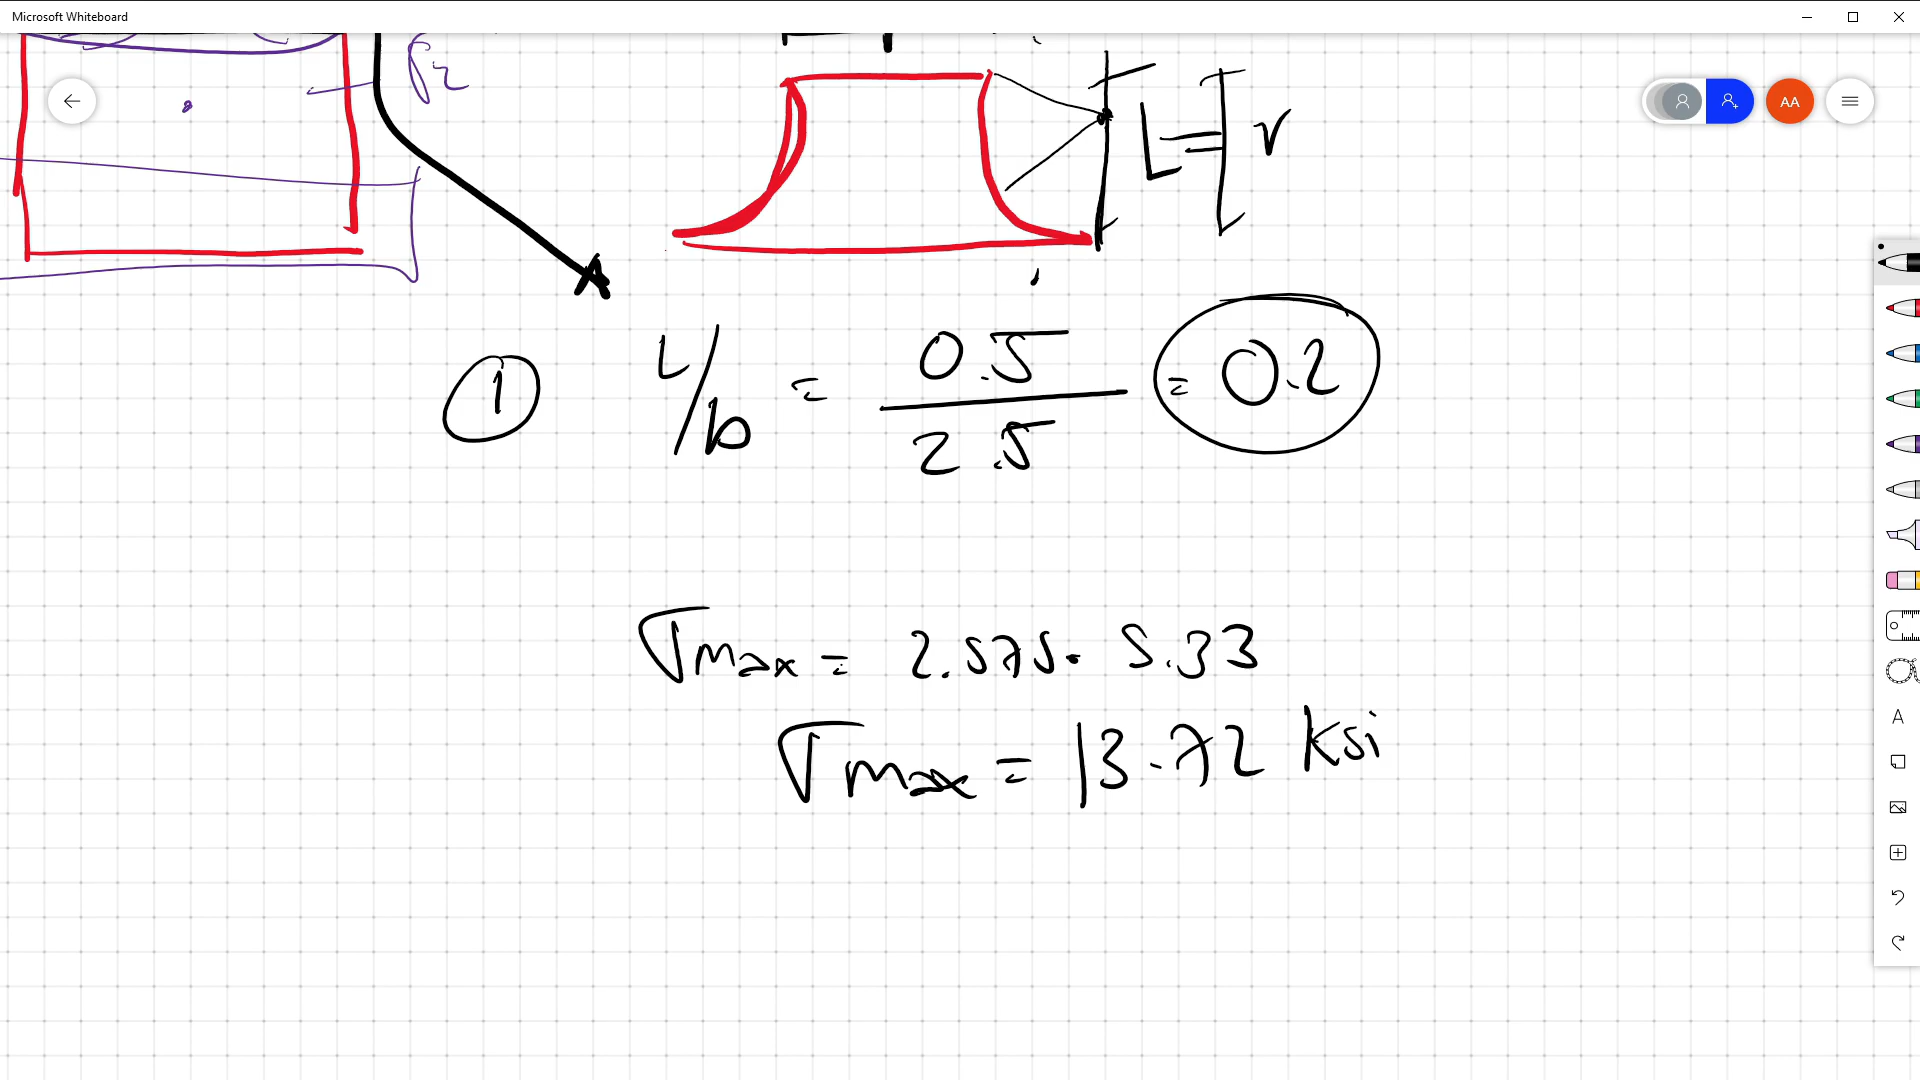 Microsoft Whiteboard
σ2
L = r
AA
1 L/b = 0.5/2.5 = 0.2
σmax = 2.575 · 5.33
σmax = 13.72 ksi
A